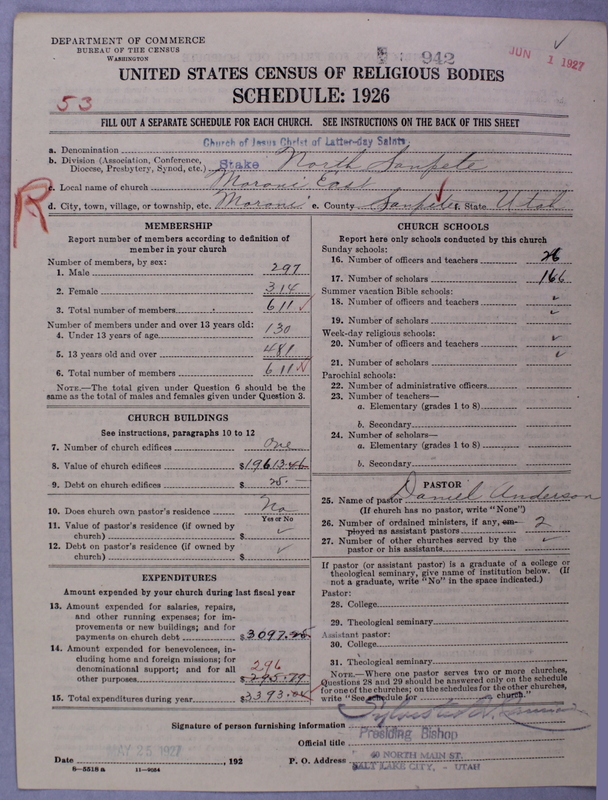 DEPARTMENT OF COMMERCE
BUREAU OF THE CENSUS
WASHINGTON
942
JUN 1 1927
UNITED STATES CENSUS OF RELIGIOUS BODIES
SCHEDULE: 1926
53
FILL OUT A SEPARATE SCHEDULE FOR EACH CHURCH. SEE INSTRUCTIONS ON THE BACK OF THIS SHEET
a. Denomination Church of Jesus Christ of Latter-day Saints
b. Division (Association, Conference, Diocese, Presbytery, Synod, etc.) Stake North Sanpete
c. Local name of church Moroni East
R
d. City, town, village, or township, etc. Moroni e. County Sanpete f. State Utah
MEMBERSHIP
Report number of members according to definition of
member in your church
Number of members, by sex:
1. Male 297
2. Female 314
3. Total number of members 611 ✓
Number of members under and over 13 years old:
4. Under 13 years of age 130
5. 13 years old and over 481
6. Total number of members 611 ✓
NOTE.—The total given under Question 6 should be the
same as the total of males and females given under Question 3.
CHURCH BUILDINGS
See instructions, paragraphs 10 to 12
7. Number of church edifices One
8. Value of church edifices $19613.46
9. Debt on church edifices $ 25.—
10. Does church own pastor's residence No
Yes or No
11. Value of pastor's residence (if owned by
church) $ ✓
12. Debt on pastor's residence (if owned by
church) $ ✓
EXPENDITURES
Amount expended by your church during last fiscal year
13. Amount expended for salaries, repairs,
and other running expenses; for im-
provements or new buildings; and for
payments on church debt $3097.25
14. Amount expended for benevolences, in-
cluding home and foreign missions; for
denominational support; and for all
other purposes 296 $295.79
15. Total expenditures during year $3393.04 ✓
CHURCH SCHOOLS
Report here only schools conducted by this church
Sunday schools:
16. Number of officers and teachers 26
17. Number of scholars 166
Summer vacation Bible schools:
18. Number of officers and teachers ✓
19. Number of scholars ✓
Week-day religious schools:
20. Number of officers and teachers ✓
21. Number of scholars ✓
Parochial schools:
22. Number of administrative officers
23. Number of teachers—
a. Elementary (grades 1 to 8)
b. Secondary
24. Number of scholars—
a. Elementary (grades 1 to 8)
b. Secondary
PASTOR
25. Name of pastor Daniel Anderson
(If church has no pastor, write "None")
26. Number of ordained ministers, if any, em-
ployed as assistant pastors 2
27. Number of other churches served by the
pastor or his assistants ✓
If pastor (or assistant pastor) is a graduate of a college or
theological seminary, give name of institution below. (If
not a graduate, write "No" in the space indicated.)
Pastor:
28. College
29. Theological seminary
Assistant pastor:
30. College
31. Theological seminary
NOTE.—Where one pastor serves two or more churches,
Questions 28 and 29 should be answered only on the schedule
for one of the churches; on the schedules for the other churches,
write "See schedule for church."
Signature of person furnishing information
Official title Presiding Bishop
MAY 25 1927
Date , 192
P. O. Address 40 NORTH MAIN ST.
SALT LAKE CITY, - UTAH
8—5518 a 11—9064